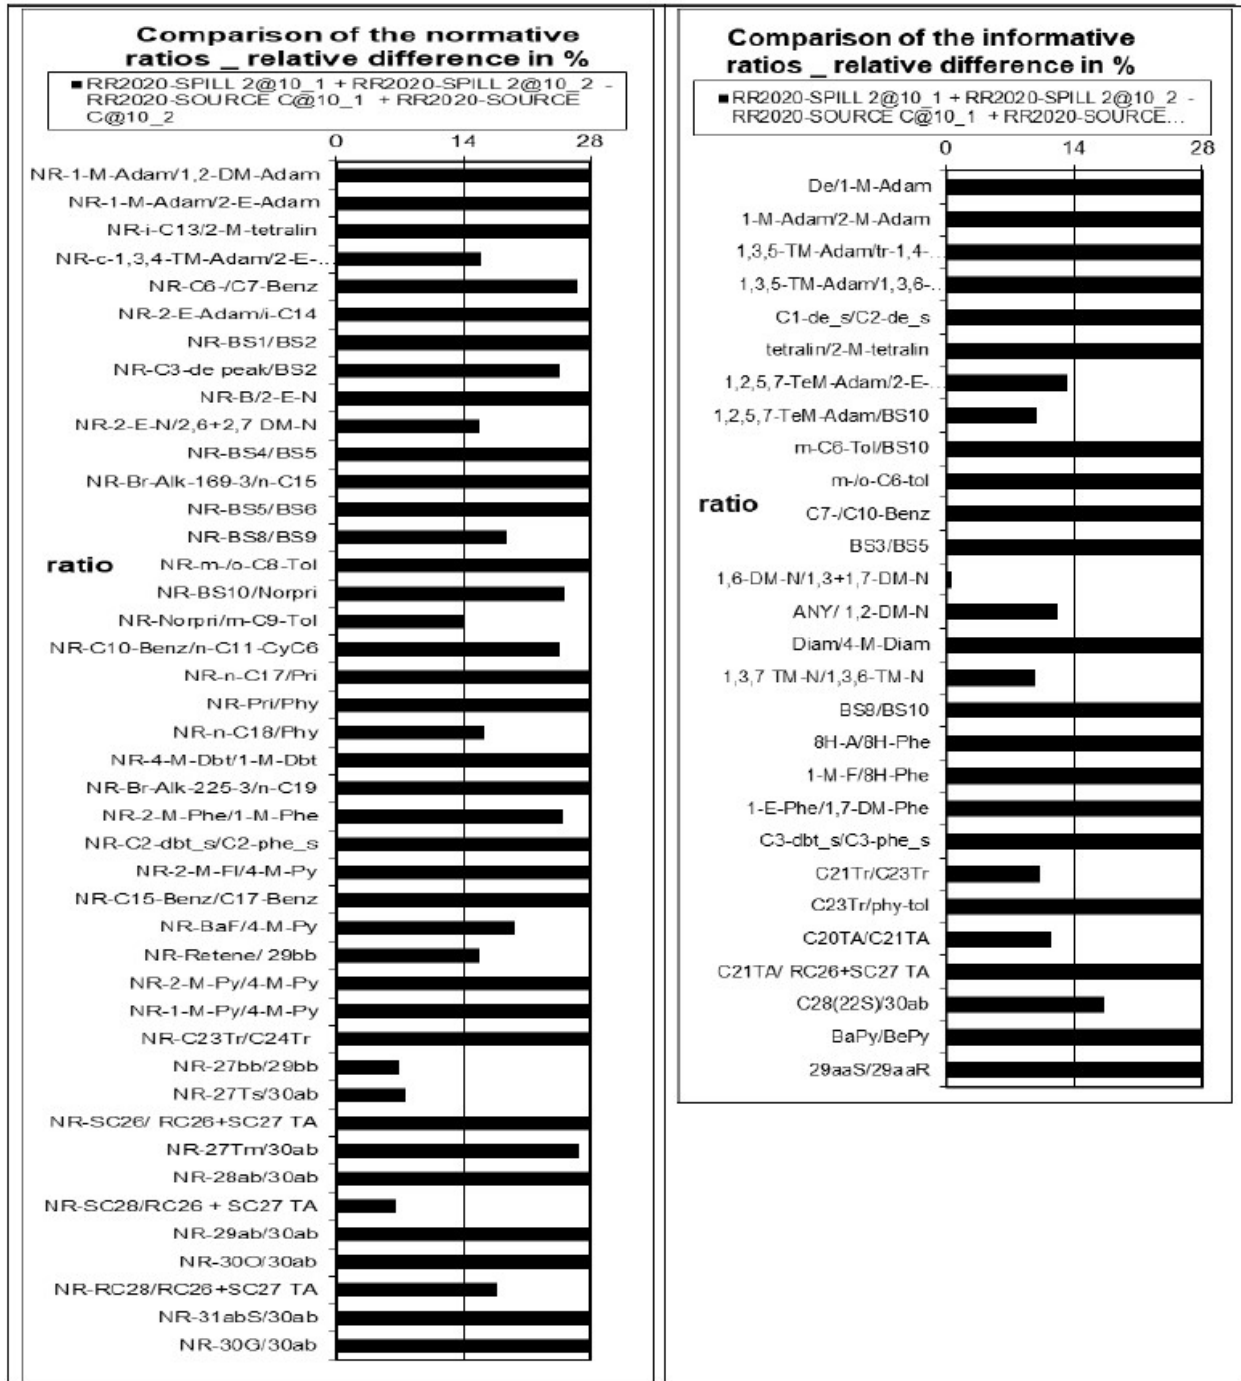 Comparison of the normative
ratios _ relative difference in %
RR2020-SPILL 2@10_1 + RR2020-SPILL 2@10_2 -
RR2020-SOURCE C@10_1 + RR2020-SOURCE
C@10_2
0 14 28
NR-1-M-Adam/1,2-DM-Adam
NR-1-M-Adam/2-E-Adam
NR-i-C13/2-M-tetralin
NR-c-1,3,4-TM-Adam/2-E-...
NR-C6-/C7-Benz
NR-2-E-Adam/i-C14
NR-BS1/BS2
NR-C3-de peak/BS2
NR-B/2-E-N
NR-2-E-N/2,6+2,7 DM-N
NR-BS4/BS5
NR-Br-Alk-169-3/n-C15
NR-BS5/BS6
NR-BS8/BS9
ratio
NR-m-/o-C8-Tol
NR-BS10/Norpri
NR-Norpri/m-C9-Tol
NR-C10-Benz/n-C11-CyC6
NR-n-C17/Pri
NR-Pri/Phy
NR-n-C18/Phy
NR-4-M-Dbt/1-M-Dbt
NR-Br-Alk-225-3/n-C19
NR-2-M-Phe/1-M-Phe
NR-C2-dbt_s/C2-phe_s
NR-2-M-Fl/4-M-Py
NR-C15-Benz/C17-Benz
NR-BaF/4-M-Py
NR-Retene/ 29bb
NR-2-M-Py/4-M-Py
NR-1-M-Py/4-M-Py
NR-C23Tr/C24Tr
NR-27bb/29bb
NR-27Ts/30ab
NR-SC26/ RC26+SC27 TA
NR-27Tm/30ab
NR-28ab/30ab
NR-SC28/RC26 + SC27 TA
NR-29ab/30ab
NR-30O/30ab
NR-RC28/RC26+SC27 TA
NR-31abS/30ab
NR-30G/30ab
Comparison of the informative
ratios _ relative difference in %
RR2020-SPILL 2@10_1 + RR2020-SPILL 2@10_2 -
RR2020-SOURCE C@10_1 + RR2020-SOURCE...
0 14 28
De/1-M-Adam
1-M-Adam/2-M-Adam
1,3,5-TM-Adam/tr-1,4-...
1,3,5-TM-Adam/1,3,6-..
C1-de_s/C2-de_s
tetralin/2-M-tetralin
1,2,5,7-TeM-Adam/2-E-...
1,2,5,7-TeM-Adam/BS10
m-C6-Tol/BS10
m-/o-C6-tol
ratio
C7-/C10-Benz
BS3/BS5
1,6-DM-N/1,3+1,7-DM-N
ANY/ 1,2-DM-N
Diam/4-M-Diam
1,3,7 TM-N/1,3,6-TM-N
BS8/BS10
8H-A/8H-Phe
1-M-F/8H-Phe
1-E-Phe/1,7-DM-Phe
C3-dbt_s/C3-phe_s
C21Tr/C23Tr
C23Tr/phy-tol
C20TA/C21TA
C21TA/ RC26+SC27 TA
C28(22S)/30ab
BaPy/BePy
29aaS/29aaR